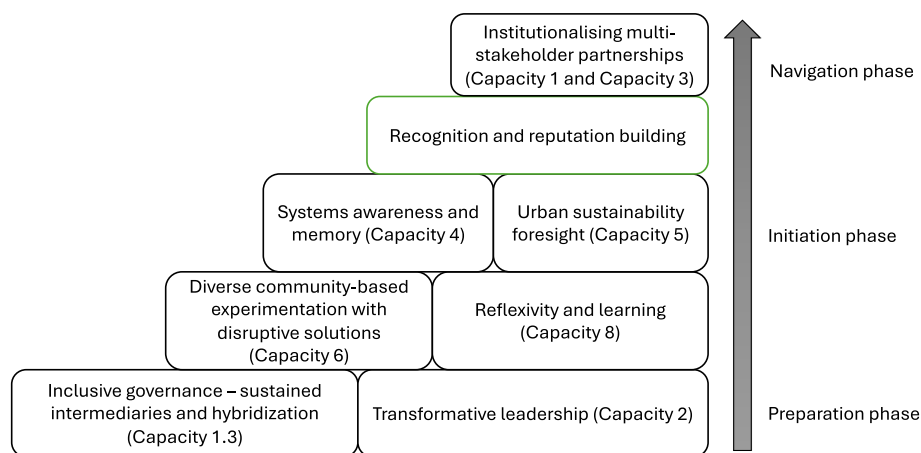 Institutionalising multi-
stakeholder partnerships
(Capacity 1 and Capacity 3)
Navigation phase
Recognition and reputation building
Systems awareness and
memory (Capacity 4)
Urban sustainability
foresight (Capacity 5)
Initiation phase
Diverse community-based
experimentation with
disruptive solutions
(Capacity 6)
Reflexivity and learning
(Capacity 8)
Inclusive governance – sustained
intermediaries and hybridization
(Capacity 1.3)
Transformative leadership (Capacity 2)
Preparation phase